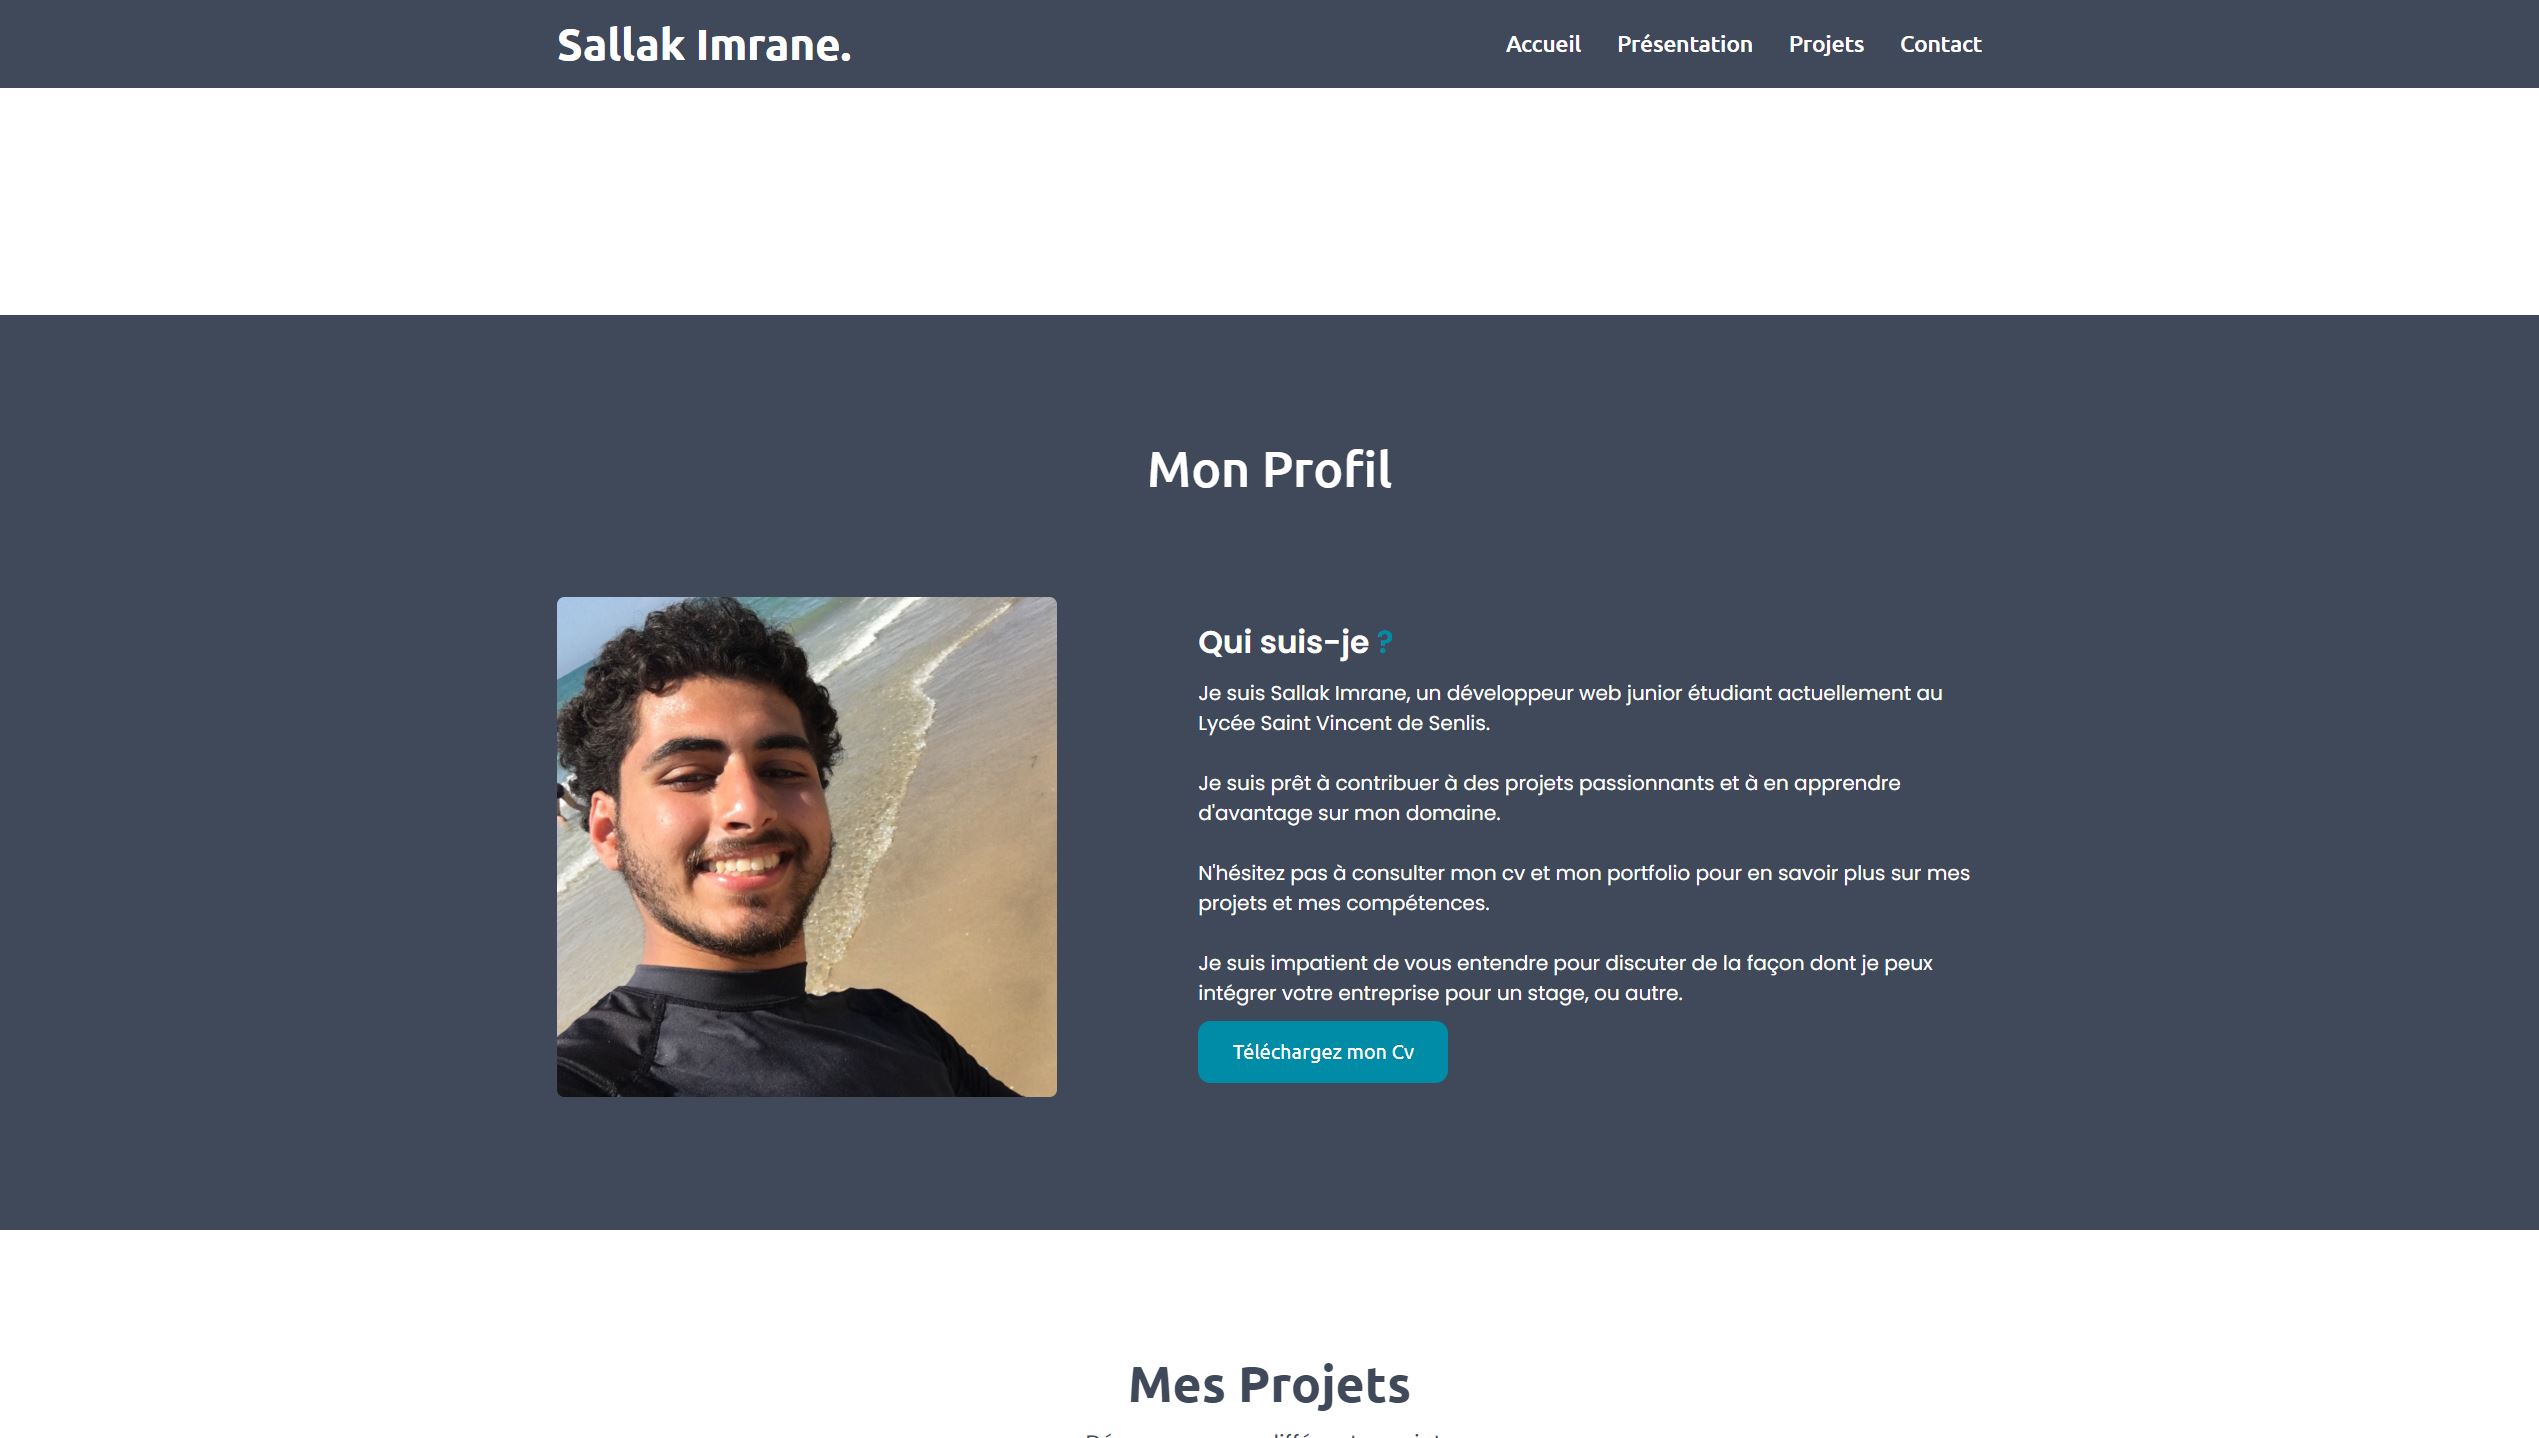 Sallak Imrane.
Accueil Présentation Projets Contact
Mon Profil
Qui suis-je ?
Je suis Sallak Imrane, un développeur web junior étudiant actuellement au
Lycée Saint Vincent de Senlis.
Je suis prêt à contribuer à des projets passionnants et à en apprendre
d'avantage sur mon domaine.
N'hésitez pas à consulter mon cv et mon portfolio pour en savoir plus sur mes
projets et mes compétences.
Je suis impatient de vous entendre pour discuter de la façon dont je peux
intégrer votre entreprise pour un stage, ou autre.
Téléchargez mon Cv
Mes Projets